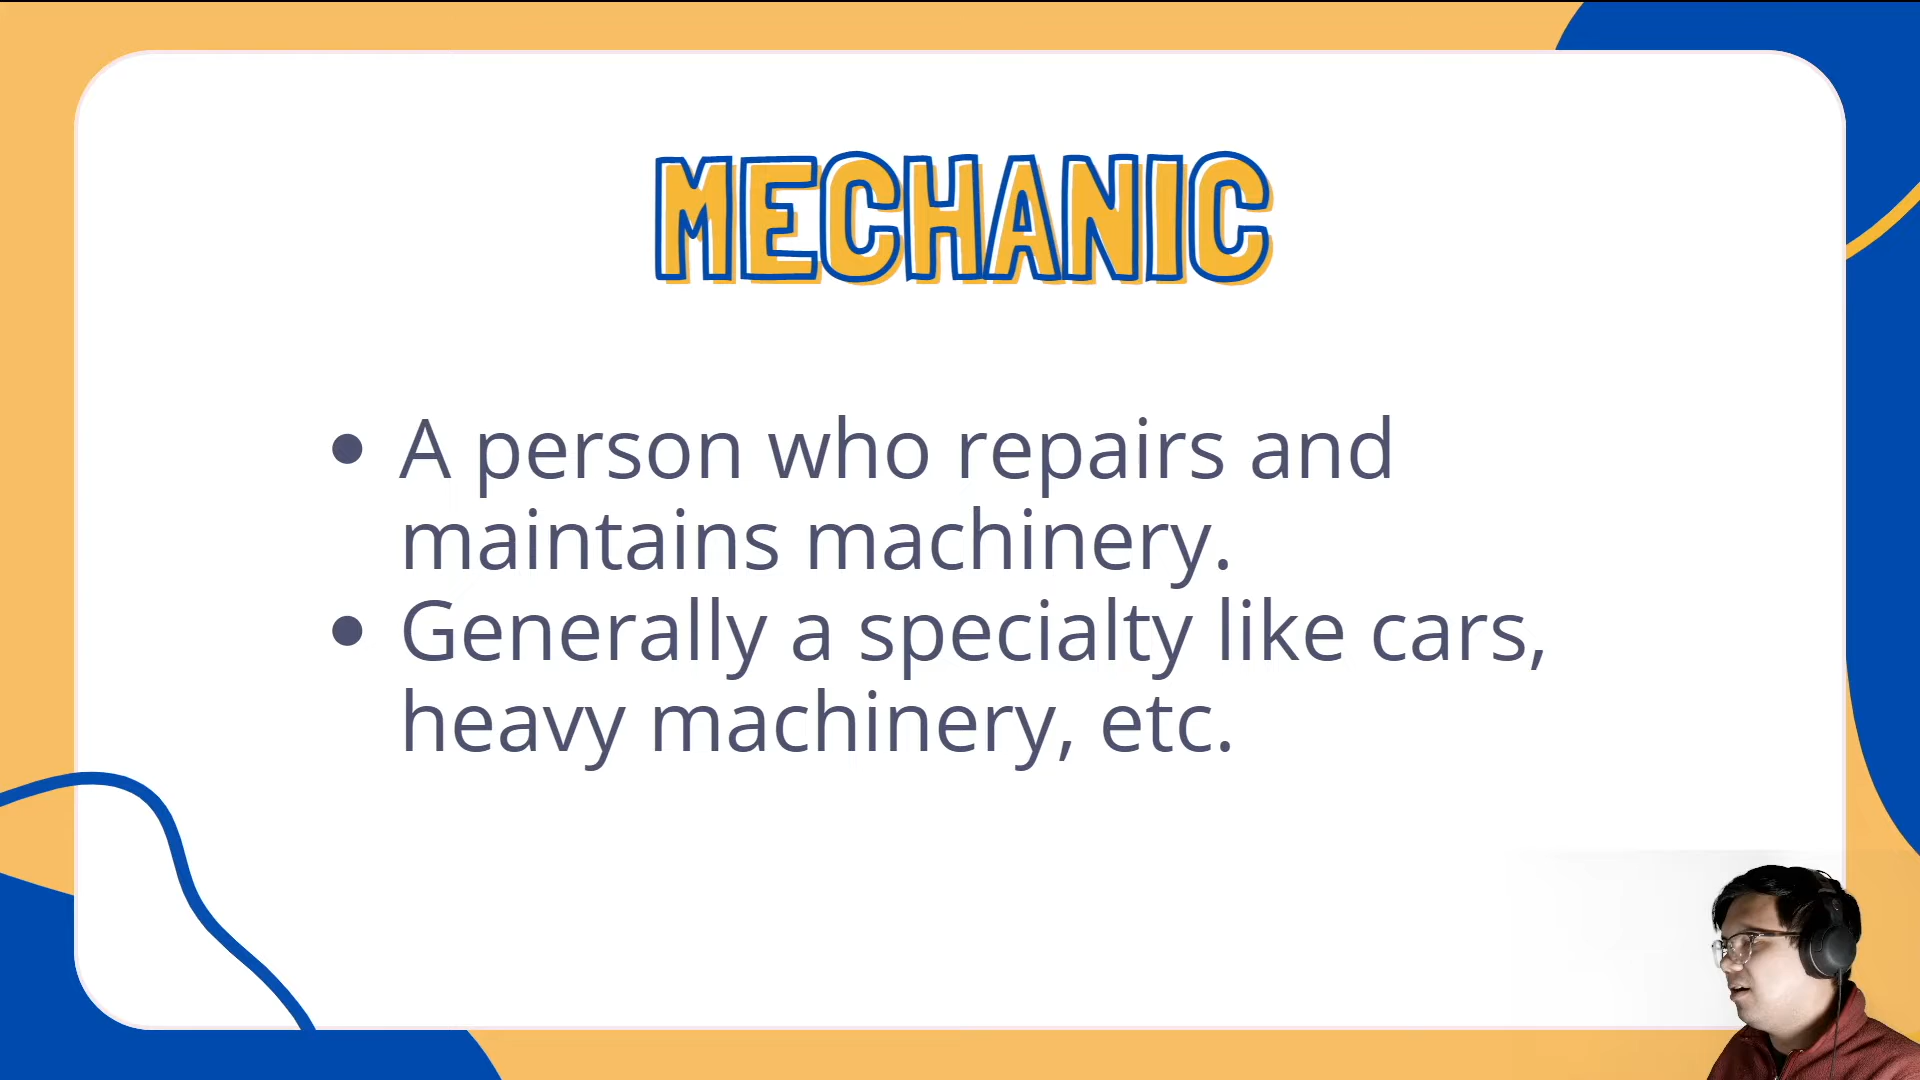 MECHANIC
• A person who repairs and
maintains machinery.
• Generally a specialty like cars,
heavy machinery, etc.